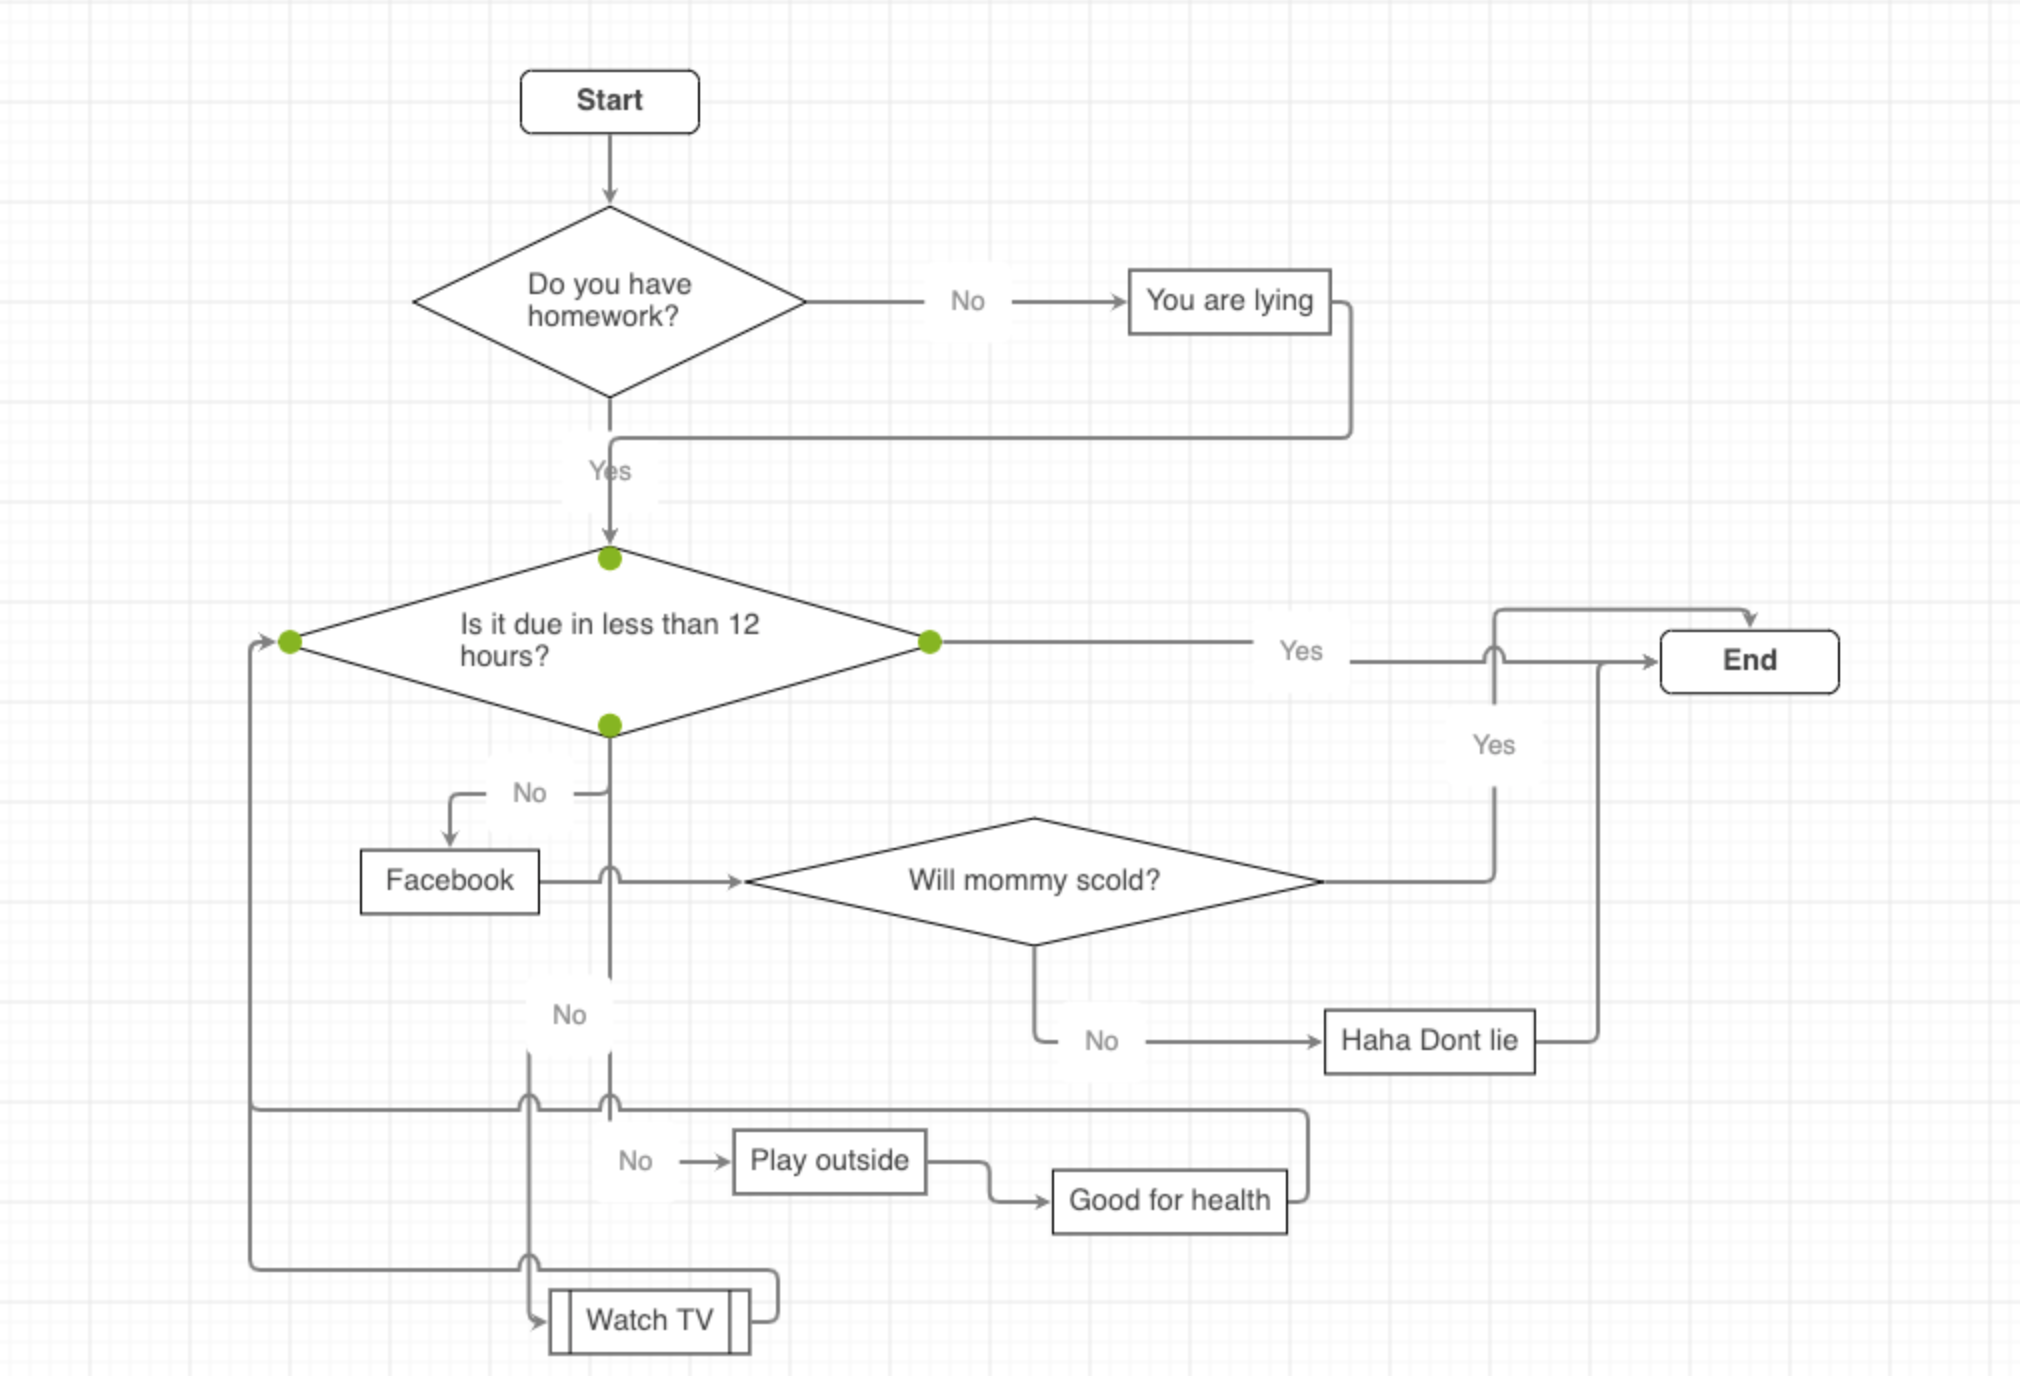 Start
Do you have
homework?
No
You are lying
Yes
Is it due in less than 12
hours?
Yes
End
Yes
No
Facebook
Will mommy scold?
No
No
Haha Dont lie
No
Play outside
Good for health
Watch TV